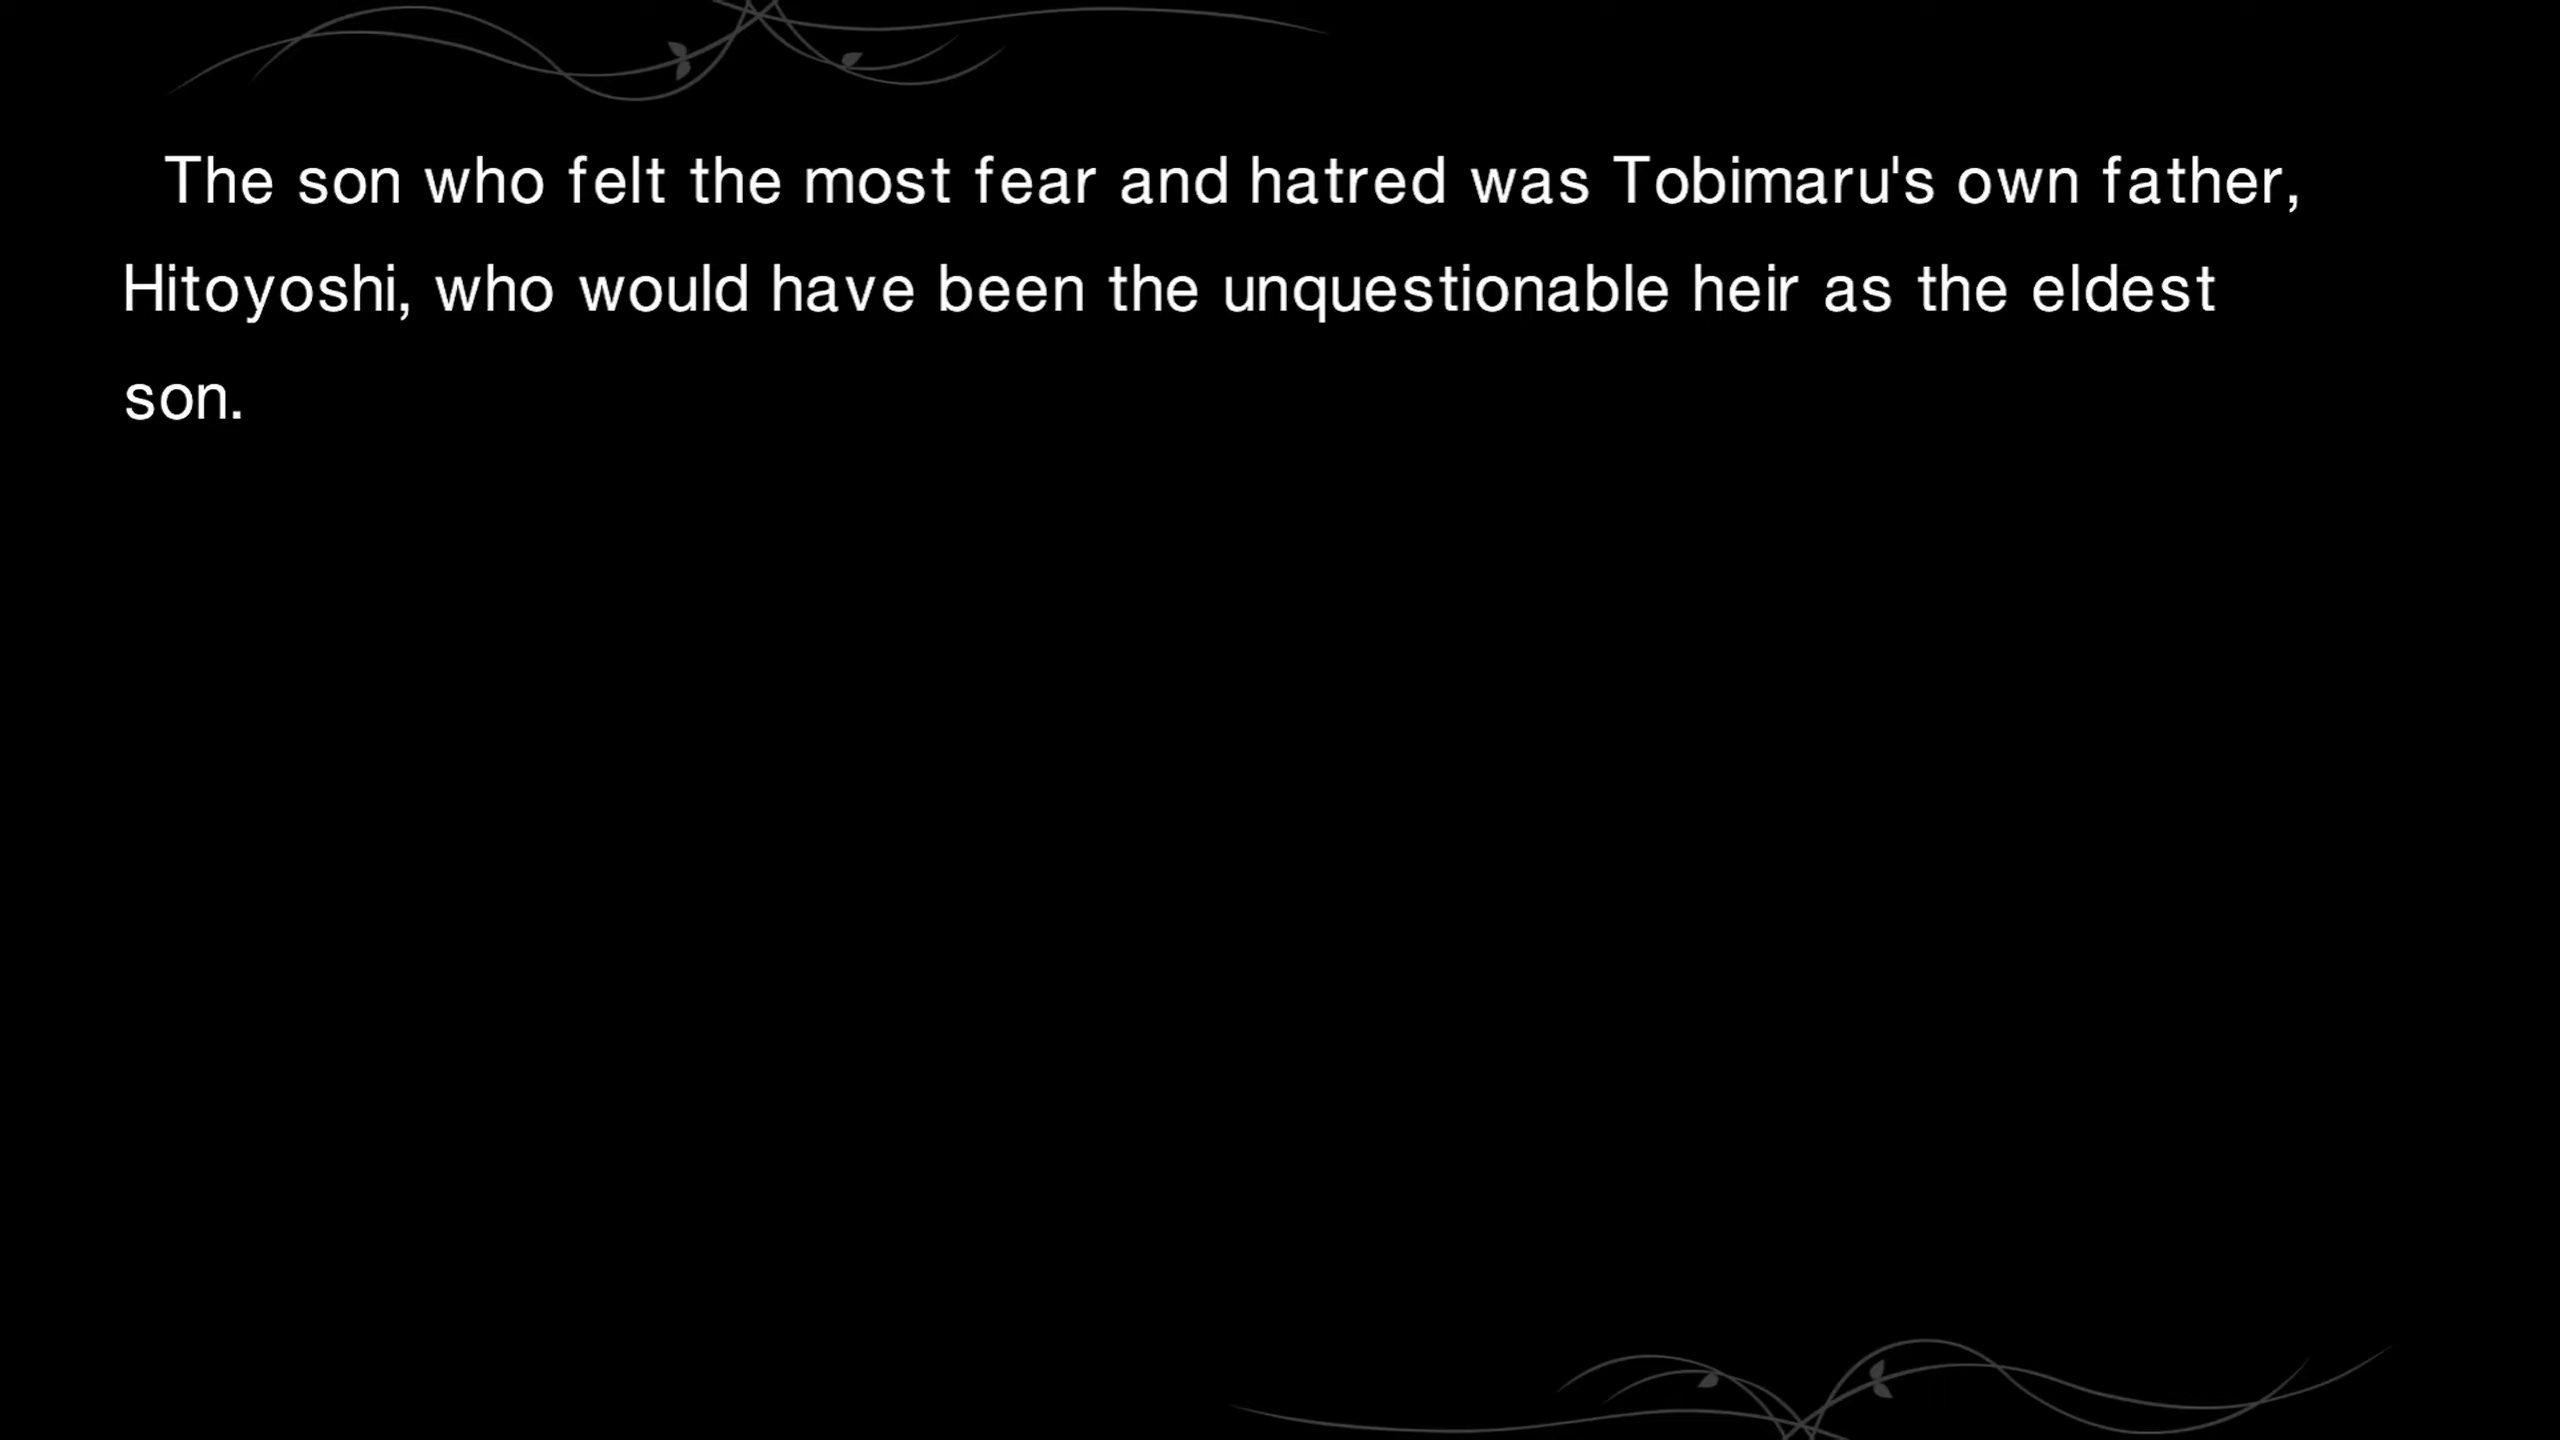 The son who felt the most fear and hatred was Tobimaru's own father,
Hitoyoshi, who would have been the unquestionable heir as the eldest
son.